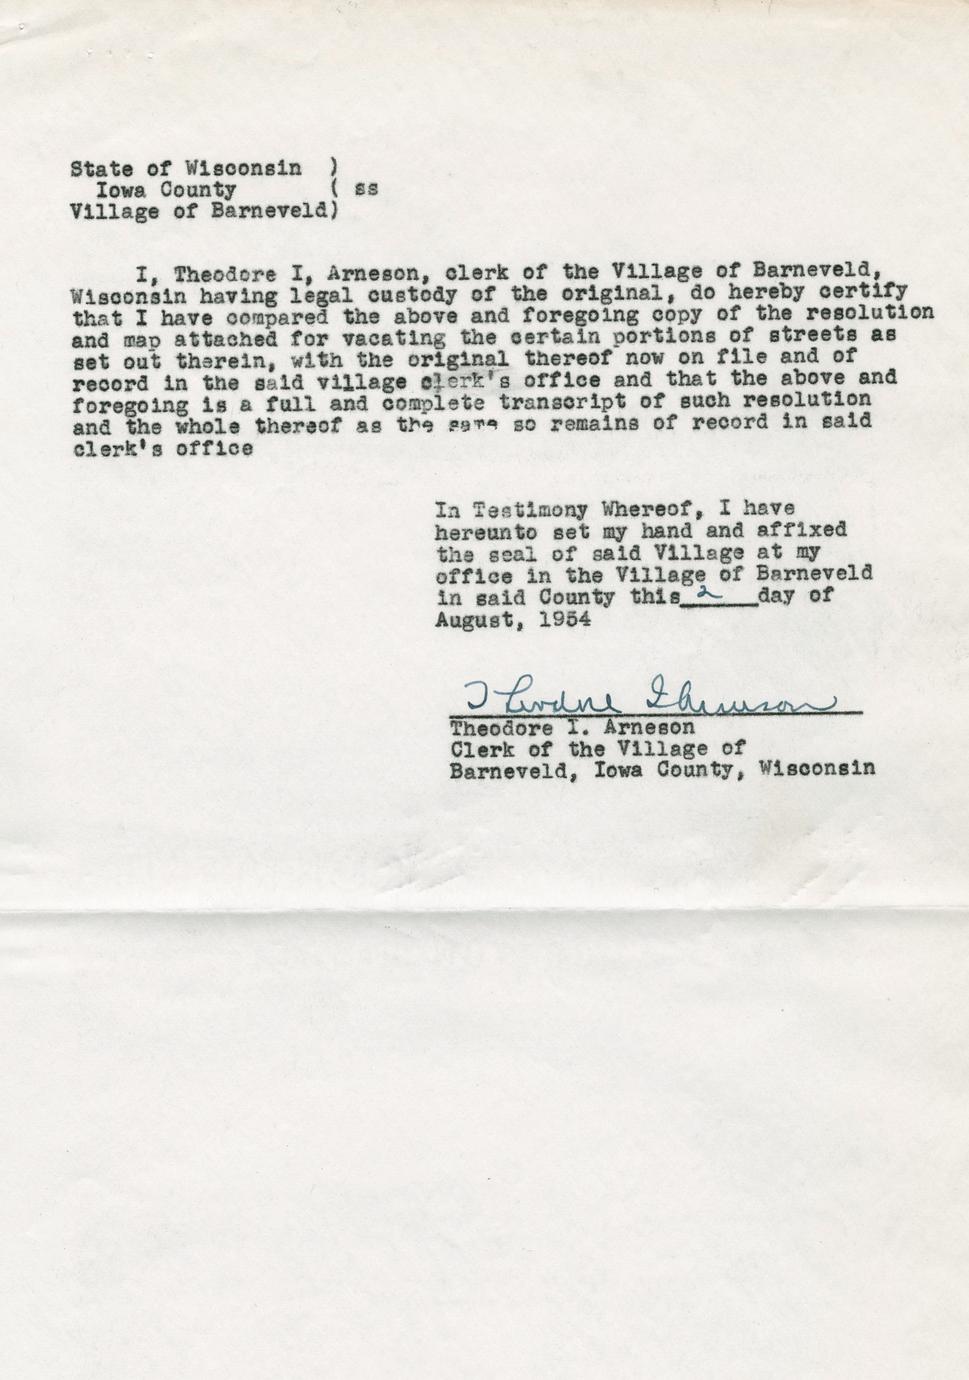 State of Wisconsin )
Iowa County ( ss
Village of Barneveld)
I, Theodore I, Arneson, clerk of the Village of Barneveld,
Wisconsin having legal custody of the original, do hereby certify
that I have compared the above and foregoing copy of the resolution
and map attached for vacating the certain portions of streets as
set out therein, with the original thereof now on file and of
record in the said village clerk's office and that the above and
foregoing is a full and complete transcript of such resolution
and the whole thereof as the same so remains of record in said
clerk's office
In Testimony Whereof, I have
hereunto set my hand and affixed
the seal of said Village at my
office in the Village of Barneveld
in said County this 2 day of
August, 1954
Theodore I Arneson
Theodore I. Arneson
Clerk of the Village of
Barneveld, Iowa County, Wisconsin